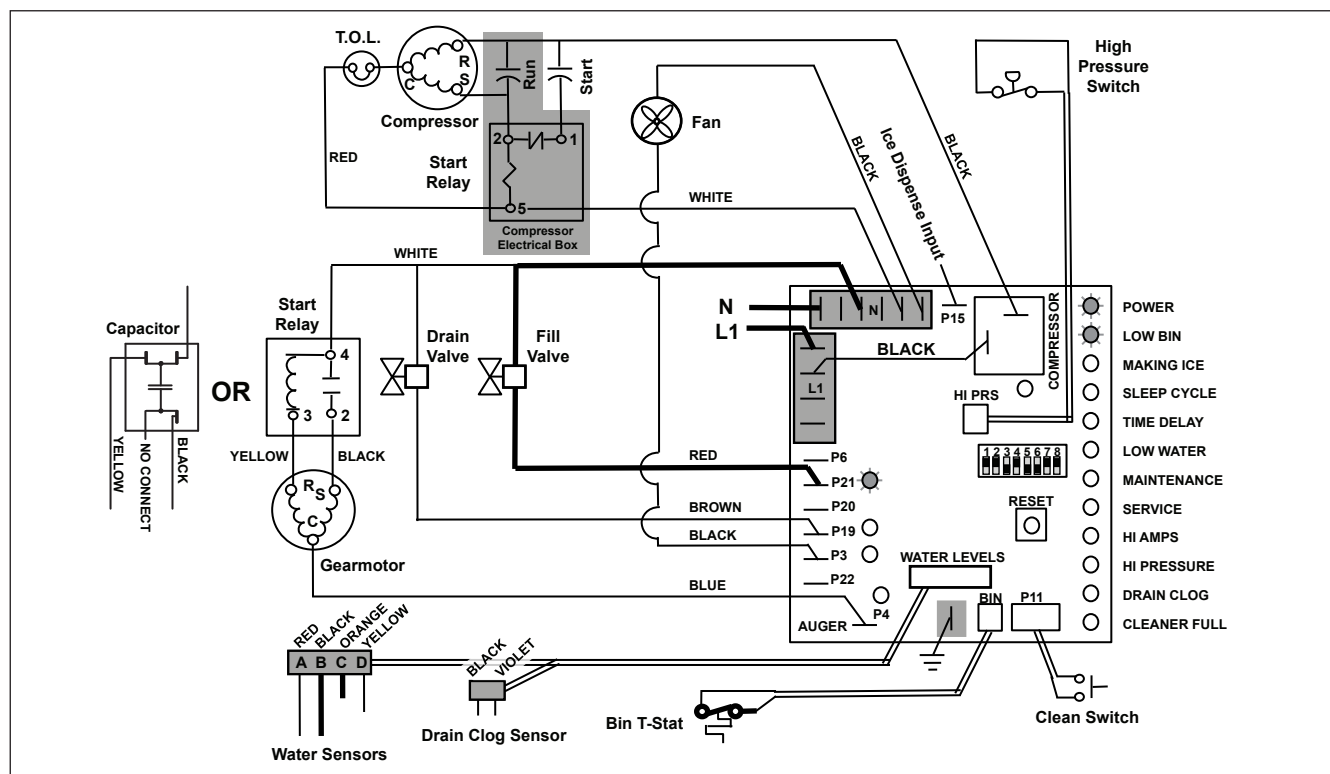 T.O.L.
R
S
C
Compressor
Run
Start
2
1
Start
Relay
5
Compressor
Electrical Box
RED
WHITE
Fan
BLACK
Ice Dispense Input
BLACK
High
Pressure
Switch
WHITE
Capacitor
YELLOW
NO CONNECT
BLACK
OR
Start
Relay
4
3
2
YELLOW
BLACK
R
S
C
Gearmotor
Drain
Valve
Fill
Valve
N
L1
N
P15
BLACK
L1
COMPRESSOR
HI PRS
1 2 3 4 5 6 7 8
RESET
POWER
LOW BIN
MAKING ICE
SLEEP CYCLE
TIME DELAY
LOW WATER
MAINTENANCE
SERVICE
HI AMPS
HI PRESSURE
DRAIN CLOG
CLEANER FULL
RED
P6
P21
P20
BROWN
P19
BLACK
P3
P22
BLUE
P4
AUGER
WATER LEVELS
BIN
P11
RED
BLACK
ORANGE
YELLOW
A B C D
Water Sensors
BLACK
VIOLET
Drain Clog Sensor
Bin T-Stat
Clean Switch